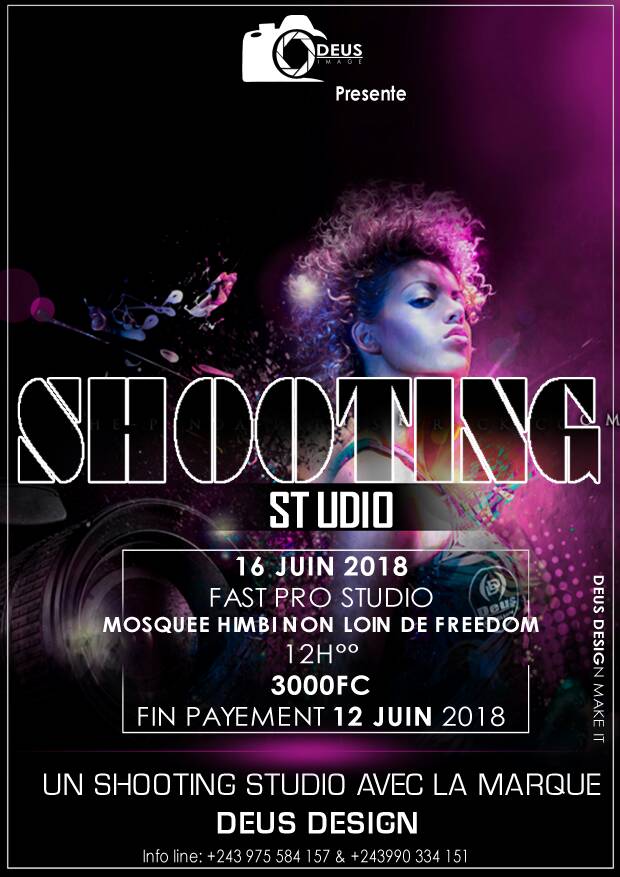 DEUS
IMAGE
Presente
SHOOTING
STUDIO
16 JUIN 2018
FAST PRO STUDIO
MOSQUEE HIMBI NON LOIN DE FREEDOM
12H°°
3000FC
FIN PAYEMENT 12 JUIN 2018
Deus
DEUS DESIGN MAKE IT
UN SHOOTING STUDIO AVEC LA MARQUE
DEUS DESIGN
Info line: +243 975 584 157 & +243990 334 151